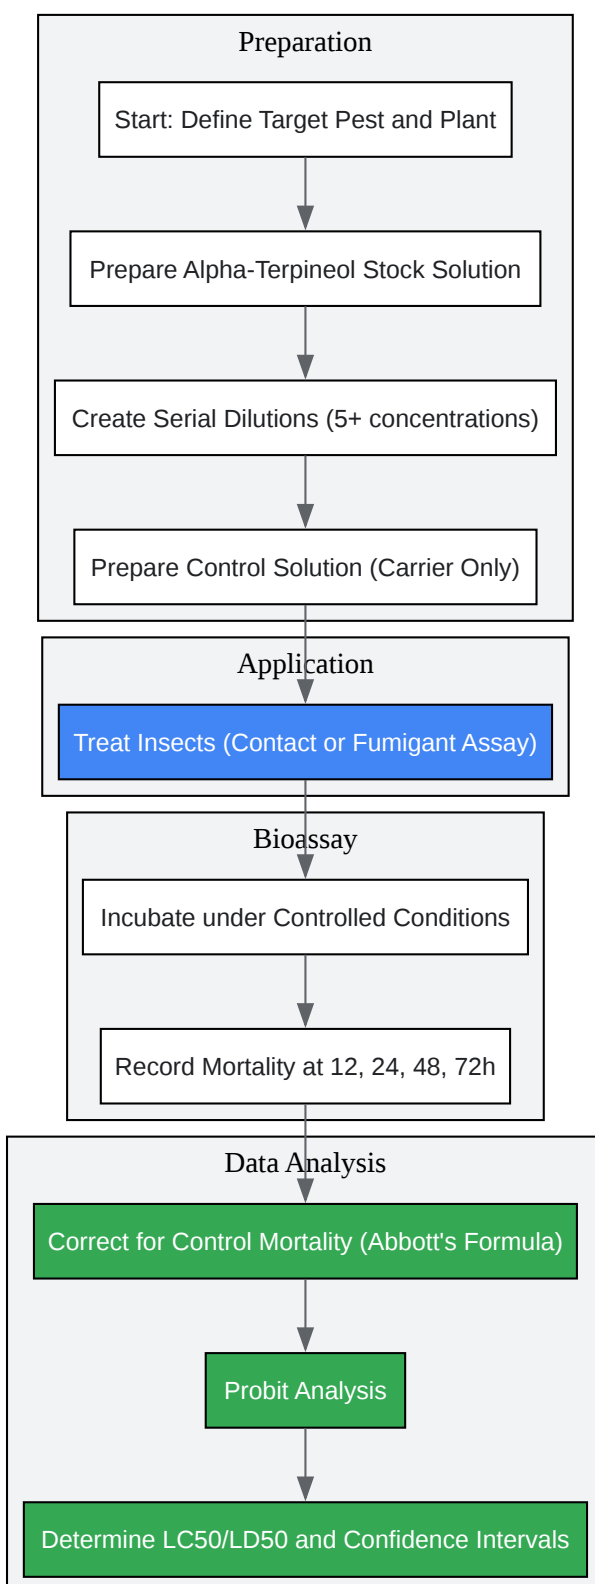 Preparation
Start: Define Target Pest and Plant
Prepare Alpha-Terpineol Stock Solution
Create Serial Dilutions (5+ concentrations)
Prepare Control Solution (Carrier Only)
Application
Treat Insects (Contact or Fumigant Assay)
Bioassay
Incubate under Controlled Conditions
Record Mortality at 12, 24, 48, 72h
Data Analysis
Correct for Control Mortality (Abbott's Formula)
Probit Analysis
Determine LC50/LD50 and Confidence Intervals